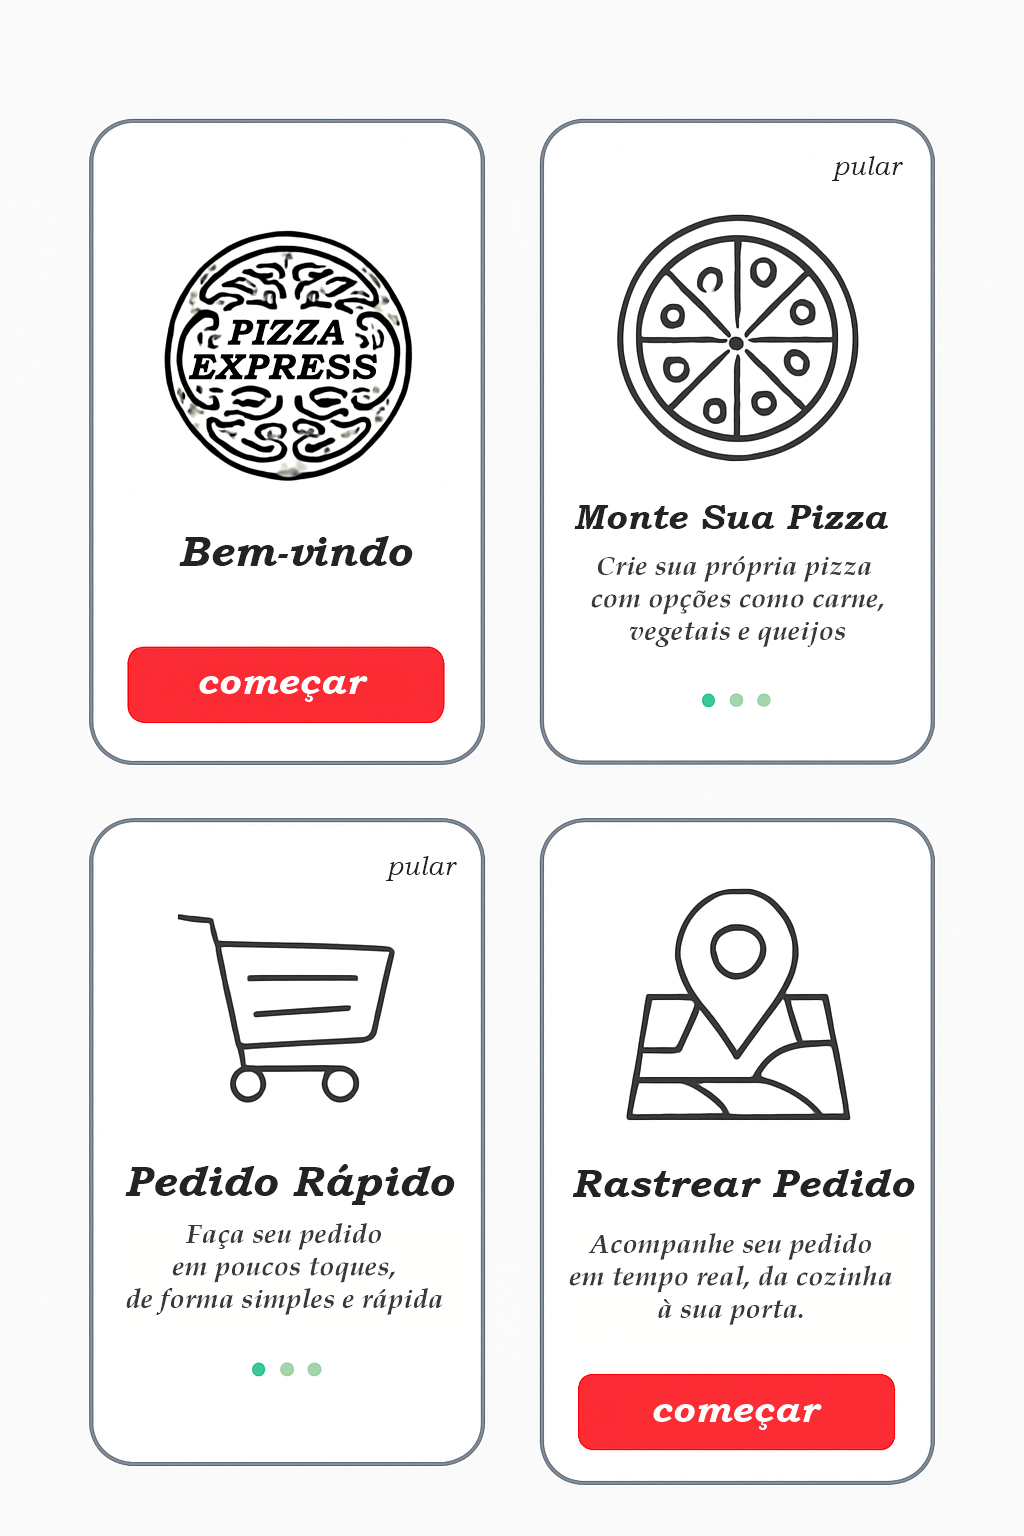 PIZZA
EXPRESS
Bem-vindo
começar
pular
Monte Sua Pizza
Crie sua própria pizza
com opções como carne,
vegetais e queijos
pular
Pedido Rápido
Faça seu pedido
em poucos toques,
de forma simples e rápida
Rastrear Pedido
Acompanhe seu pedido
em tempo real, da cozinha
à sua porta.
começar